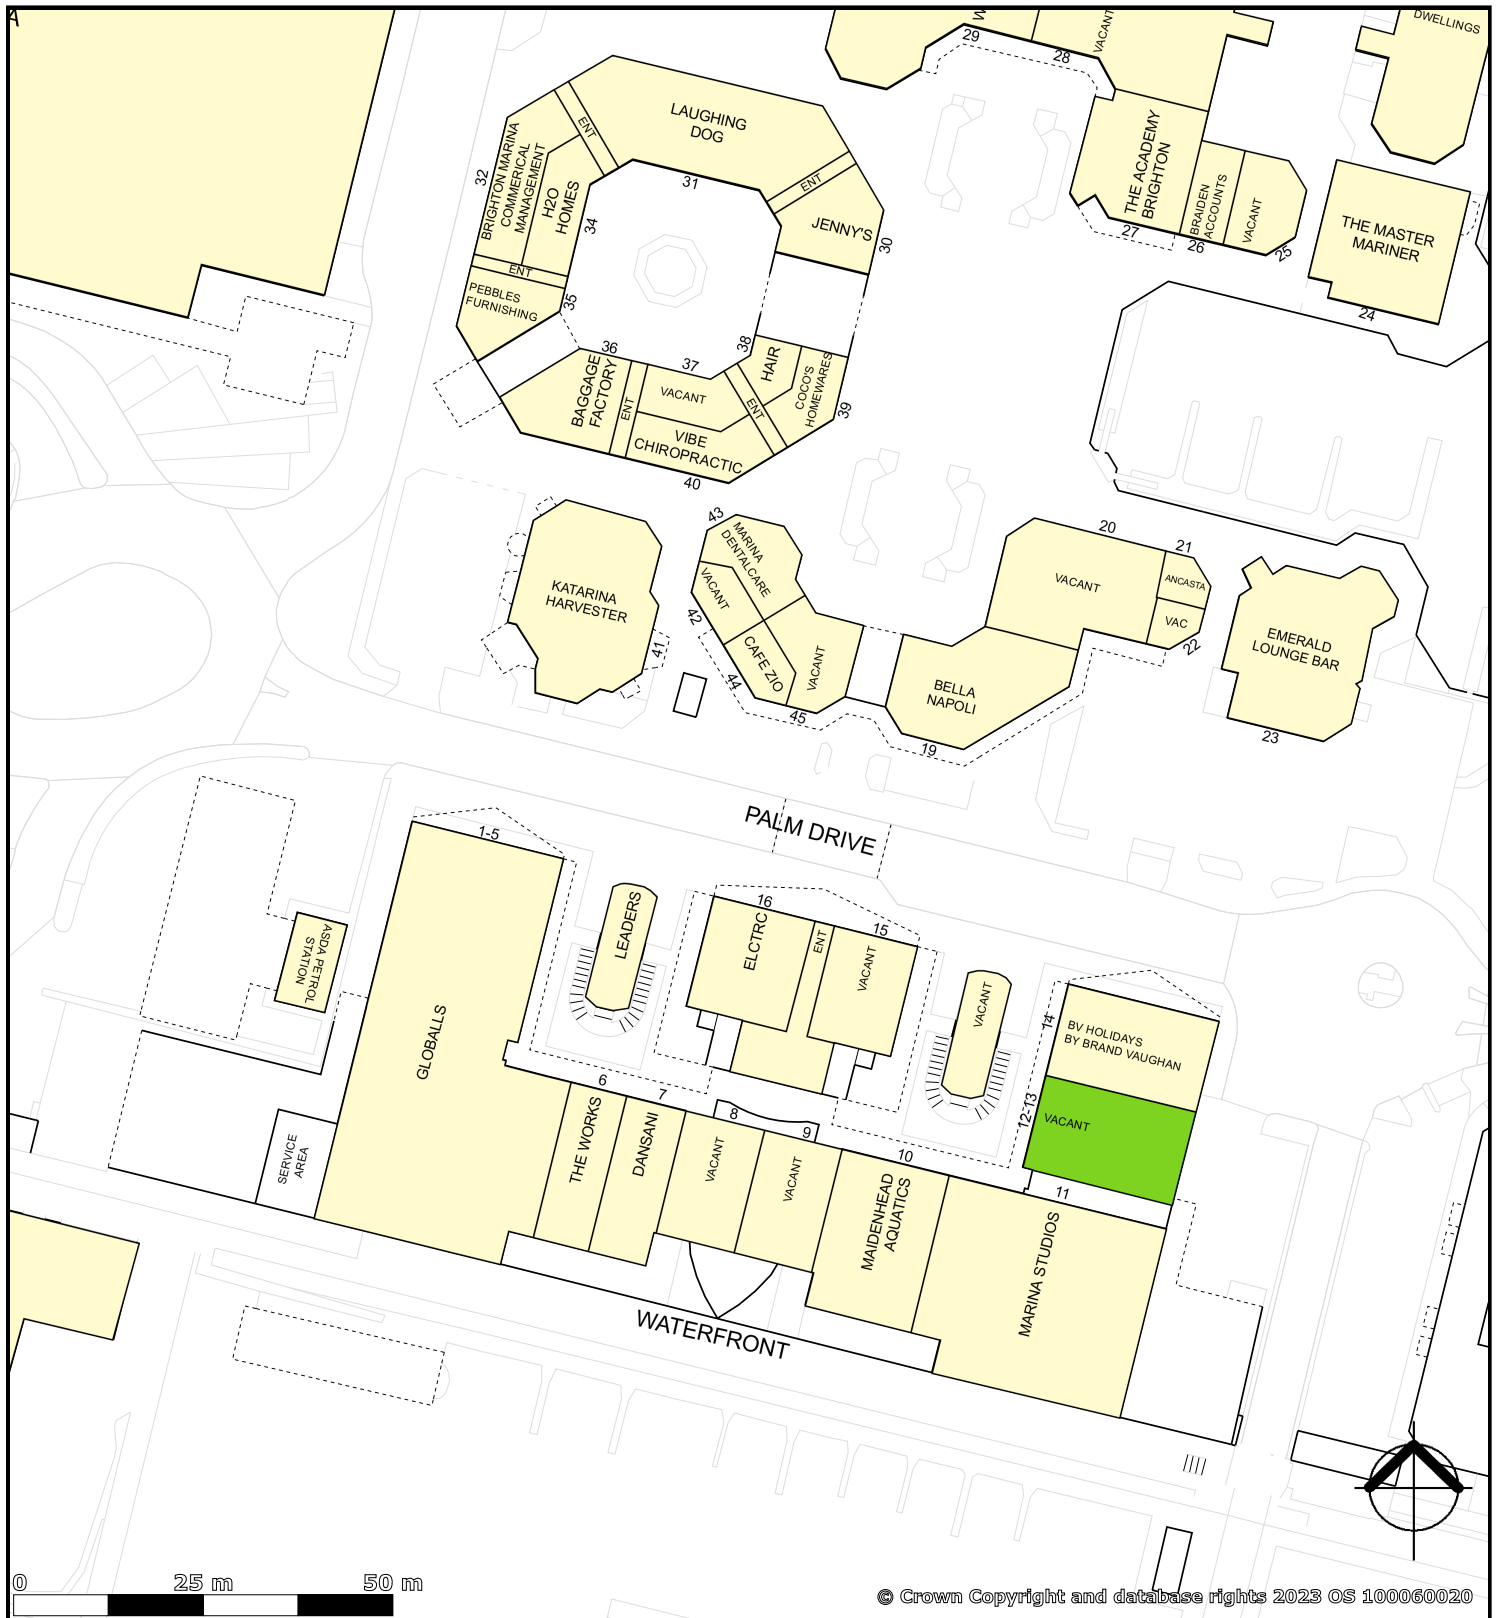 29
28
VACANT
DWELLINGS
LAUGHING
DOG
ENT
ENT
BRIGHTON MARINA
COMMERICAL
MANAGEMENT
32
H2O
HOMES
31
34
JENNY'S
30
THE ACADEMY
BRIGHTON
BRAIDEN
ACCOUNTS
VACANT
27
26
25
THE MASTER
MARINER
24
ENT
PEBBLES
FURNISHING
35
36
37
38
BAGGAGE
FACTORY
ENT
VACANT
VIBE
CHIROPRACTIC
ENT
HAIR
COCO'S
HOMEWARES
39
40
43
MARINA
DENTALCARE
VACANT
42
CAFE ZIO
VACANT
44
45
KATARINA
HARVESTER
41
20
21
VACANT
ANCASTA
VAC
22
BELLA
NAPOLI
19
EMERALD
LOUNGE BAR
23
PALM DRIVE
1-5
GLOBALLS
ASDA PETROL
STATION
LEADERS
16
15
ELCTRC
ENT
VACANT
VACANT
14
BV HOLIDAYS
BY BRAND VAUGHAN
12-13
VACANT
SERVICE
AREA
6
7
8
9
10
11
THE WORKS
DANSANI
VACANT
VACANT
MAIDENHEAD
AQUATICS
MARINA STUDIOS
WATERFRONT
0
25 m
50 m
© Crown Copyright and database rights 2023 OS 100060020